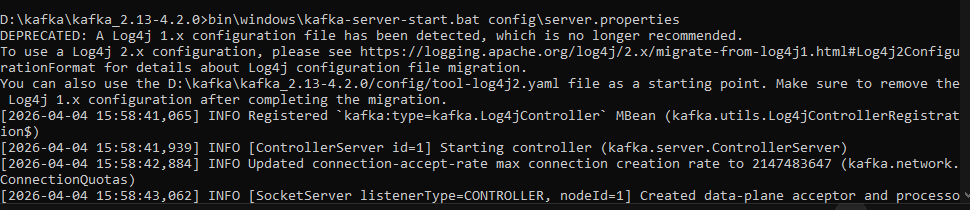 D:\kafka\kafka_2.13-4.2.0>bin\windows\kafka-server-start.bat config\server.properties
DEPRECATED: A Log4j 1.x configuration file has been detected, which is no longer recommended.
To use a Log4j 2.x configuration, please see https://logging.apache.org/log4j/2.x/migrate-from-log4j1.html#Log4j2Configu
rationFormat for details about Log4j configuration file migration.
You can also use the D:\kafka\kafka_2.13-4.2.0/config/tool-log4j2.yaml file as a starting point. Make sure to remove the
 Log4j 1.x configuration after completing the migration.
[2026-04-04 15:58:41,065] INFO Registered `kafka:type=kafka.Log4jController` MBean (kafka.utils.Log4jControllerRegistrat
ion$)
[2026-04-04 15:58:41,939] INFO [ControllerServer id=1] Starting controller (kafka.server.ControllerServer)
[2026-04-04 15:58:42,884] INFO Updated connection-accept-rate max connection creation rate to 2147483647 (kafka.network.
ConnectionQuotas)
[2026-04-04 15:58:43,062] INFO [SocketServer listenerType=CONTROLLER, nodeId=1] Created data-plane acceptor and processo